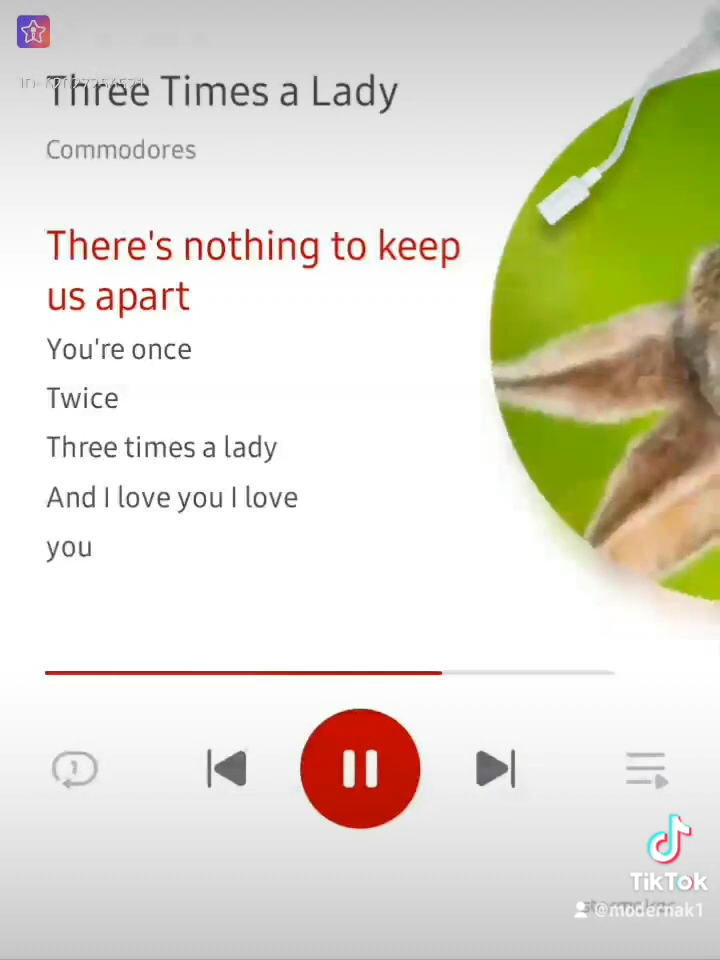 Three Times a Lady
Commodores
There's nothing to keep
us apart
You're once
Twice
Three times a lady
And I love you I love
you
1
TikTok
@modernak1